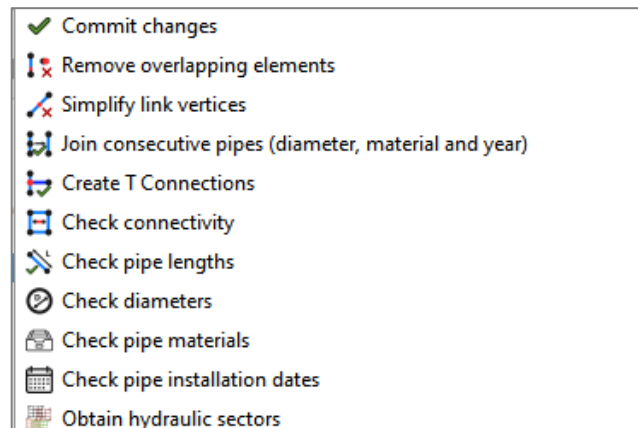 Commit changes
Remove overlapping elements
Simplify link vertices
Join consecutive pipes (diameter, material and year)
Create T Connections
Check connectivity
Check pipe lengths
Check diameters
Check pipe materials
Check pipe installation dates
Obtain hydraulic sectors